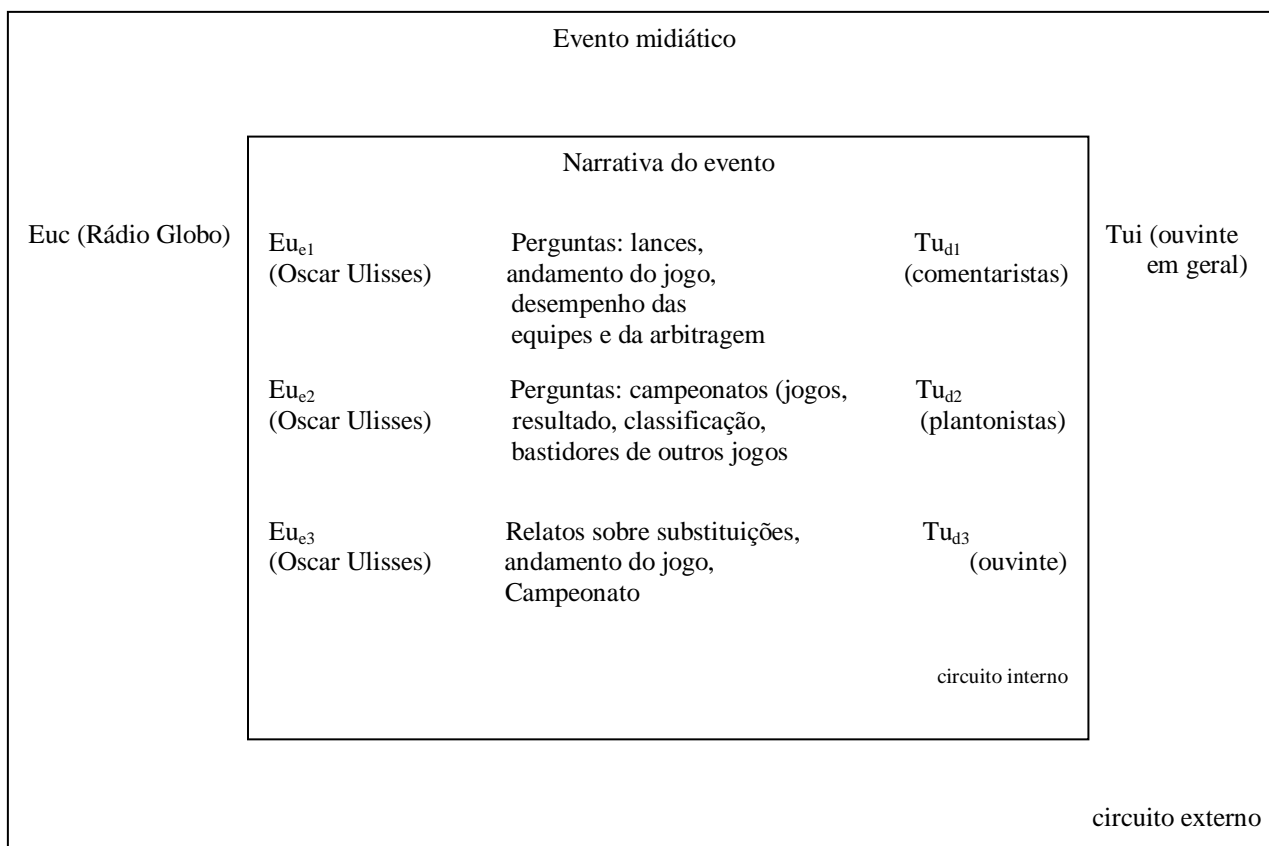 Evento midiático
Narrativa do evento
Euc (Rádio Globo)
Eue1
(Oscar Ulisses)
Perguntas: lances,
andamento do jogo,
desempenho das
equipes e da arbitragem
Tud1
(comentaristas)
Tui (ouvinte
em geral)
Eue2
(Oscar Ulisses)
Perguntas: campeonatos (jogos,
resultado, classificação,
bastidores de outros jogos
Tud2
(plantonistas)
Eue3
(Oscar Ulisses)
Relatos sobre substituições,
andamento do jogo,
Campeonato
Tud3
(ouvinte)
circuito interno
circuito externo